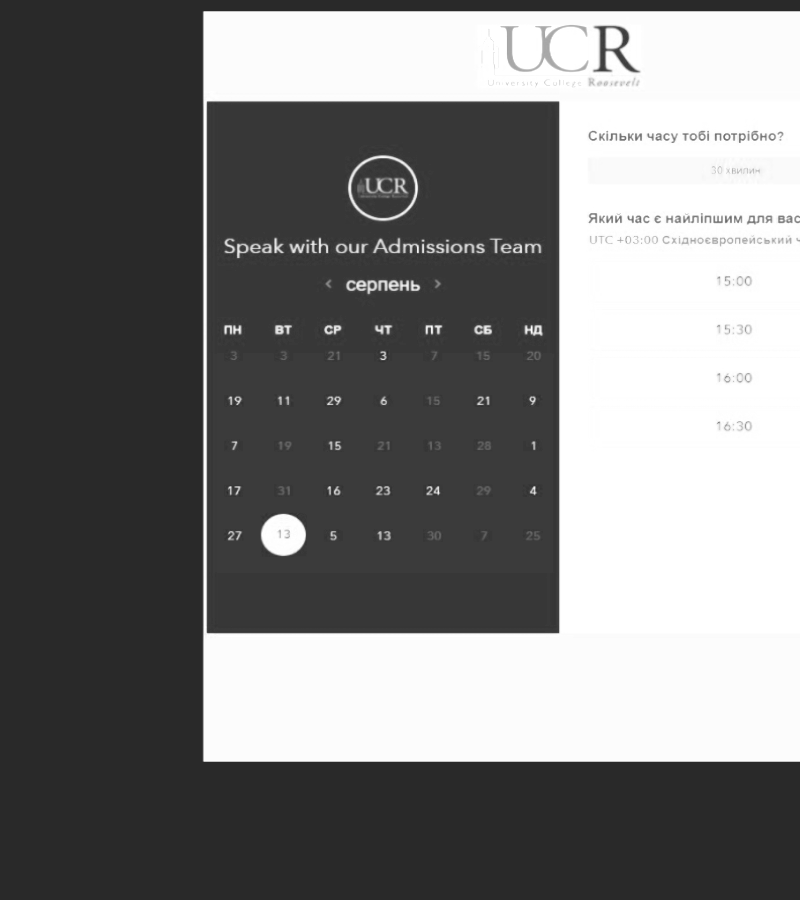 UCR
University College Roosevelt
UCR
Speak with our Admissions Team
‹ серпень ›
ПН ВТ СР ЧТ ПТ СБ НД
3 3 21 3 7 15 20
19 11 29 6 15 21 9
7 19 15 21 13 28 1
17 31 16 23 24 29 4
27 13 5 13 30 7 25
Скільки часу тобі потрібно?
30 хвилин
Який час є найліпшим для вас
UTC +03:00 Східноєвропейський ч
15:00
15:30
16:00
16:30